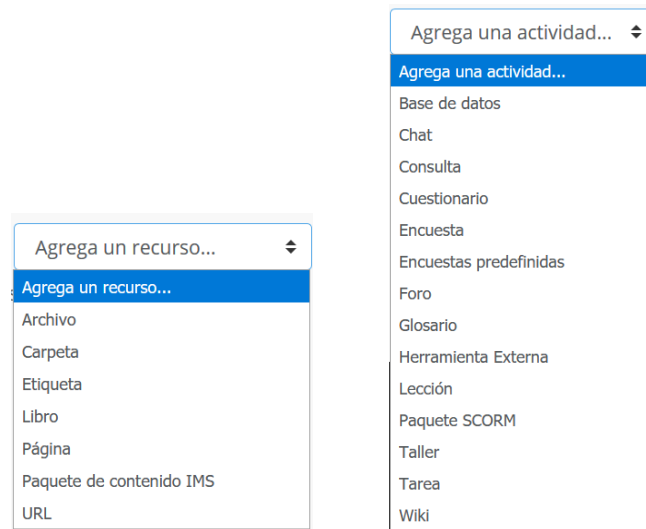 Agrega un recurso...
Agrega un recurso...
Archivo
Carpeta
Etiqueta
Libro
Página
Paquete de contenido IMS
URL
Agrega una actividad...
Agrega una actividad...
Base de datos
Chat
Consulta
Cuestionario
Encuesta
Encuestas predefinidas
Foro
Glosario
Herramienta Externa
Lección
Paquete SCORM
Taller
Tarea
Wiki